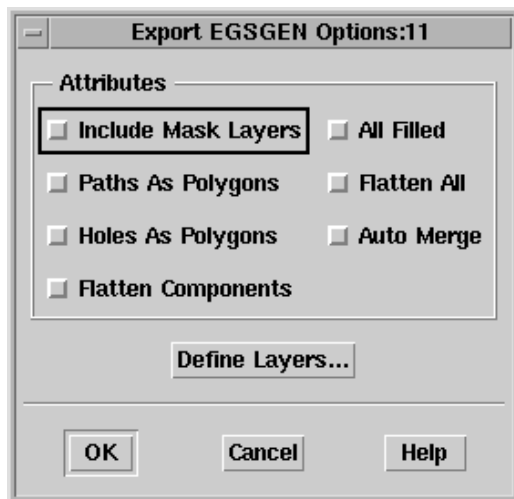 Export EGSGEN Options:11
Attributes
Include Mask Layers
All Filled
Paths As Polygons
Flatten All
Holes As Polygons
Auto Merge
Flatten Components
Define Layers...
OK
Cancel
Help